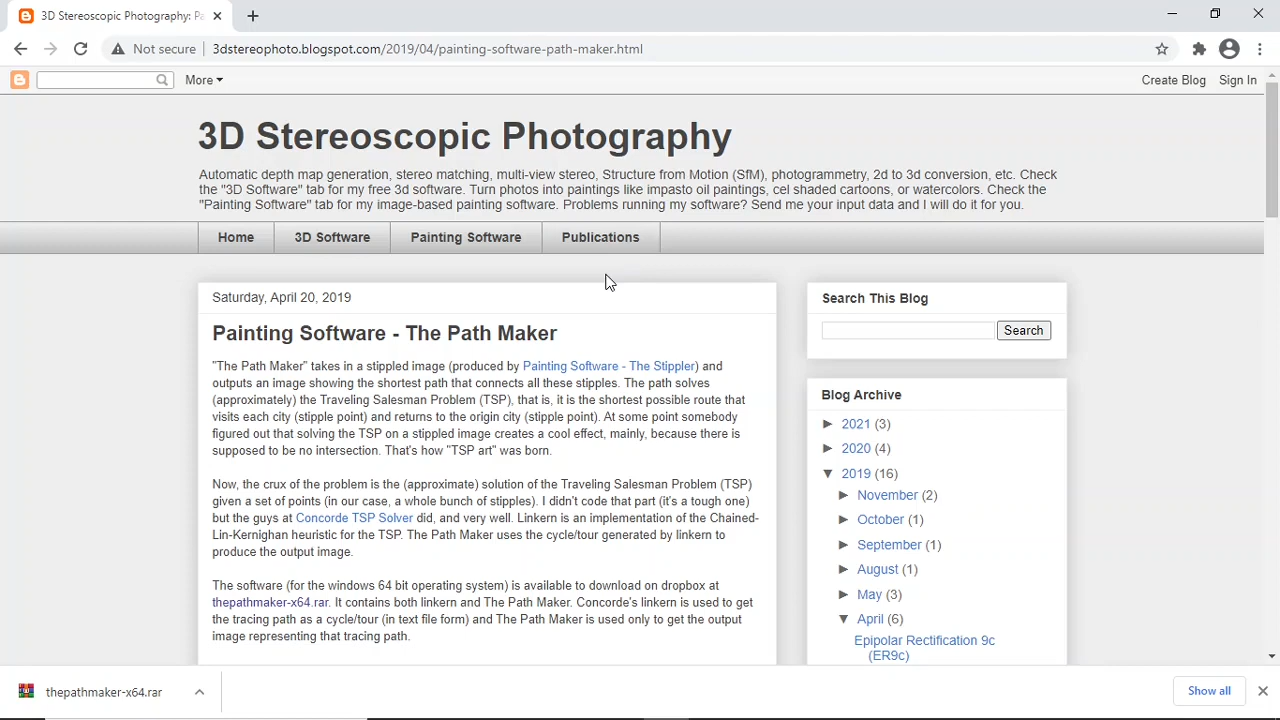 3D Stereoscopic Photography: Pa
Not secure
3dstereophoto.blogspot.com/2019/04/painting-software-path-maker.html
More
Create Blog
Sign In
3D Stereoscopic Photography
Automatic depth map generation, stereo matching, multi-view stereo, Structure from Motion (SfM), photogrammetry, 2d to 3d conversion, etc. Check
the "3D Software" tab for my free 3d software. Turn photos into paintings like impasto oil paintings, cel shaded cartoons, or watercolors. Check the
"Painting Software" tab for my image-based painting software. Problems running my software? Send me your input data and I will do it for you.
Home
3D Software
Painting Software
Publications
Saturday, April 20, 2019
Painting Software - The Path Maker
"The Path Maker" takes in a stippled image (produced by Painting Software - The Stippler) and
outputs an image showing the shortest path that connects all these stipples. The path solves
(approximately) the Traveling Salesman Problem (TSP), that is, it is the shortest possible route that
visits each city (stipple point) and returns to the origin city (stipple point). At some point somebody
figured out that solving the TSP on a stippled image creates a cool effect, mainly, because there is
supposed to be no intersection. That's how "TSP art" was born.
Now, the crux of the problem is the (approximate) solution of the Traveling Salesman Problem (TSP)
given a set of points (in our case, a whole bunch of stipples). I didn't code that part (it's a tough one)
but the guys at Concorde TSP Solver did, and very well. Linkern is an implementation of the Chained-
Lin-Kernighan heuristic for the TSP. The Path Maker uses the cycle/tour generated by linkern to
produce the output image.
The software (for the windows 64 bit operating system) is available to download on dropbox at
thepathmaker-x64.rar. It contains both linkern and The Path Maker. Concorde's linkern is used to get
the tracing path as a cycle/tour (in text file form) and The Path Maker is used only to get the output
image representing that tracing path.
Search This Blog
Search
Blog Archive
► 2021 (3)
► 2020 (4)
▼ 2019 (16)
► November (2)
► October (1)
► September (1)
► August (1)
► May (3)
▼ April (6)
Epipolar Rectification 9c
(ER9c)
thepathmaker-x64.rar
Show all